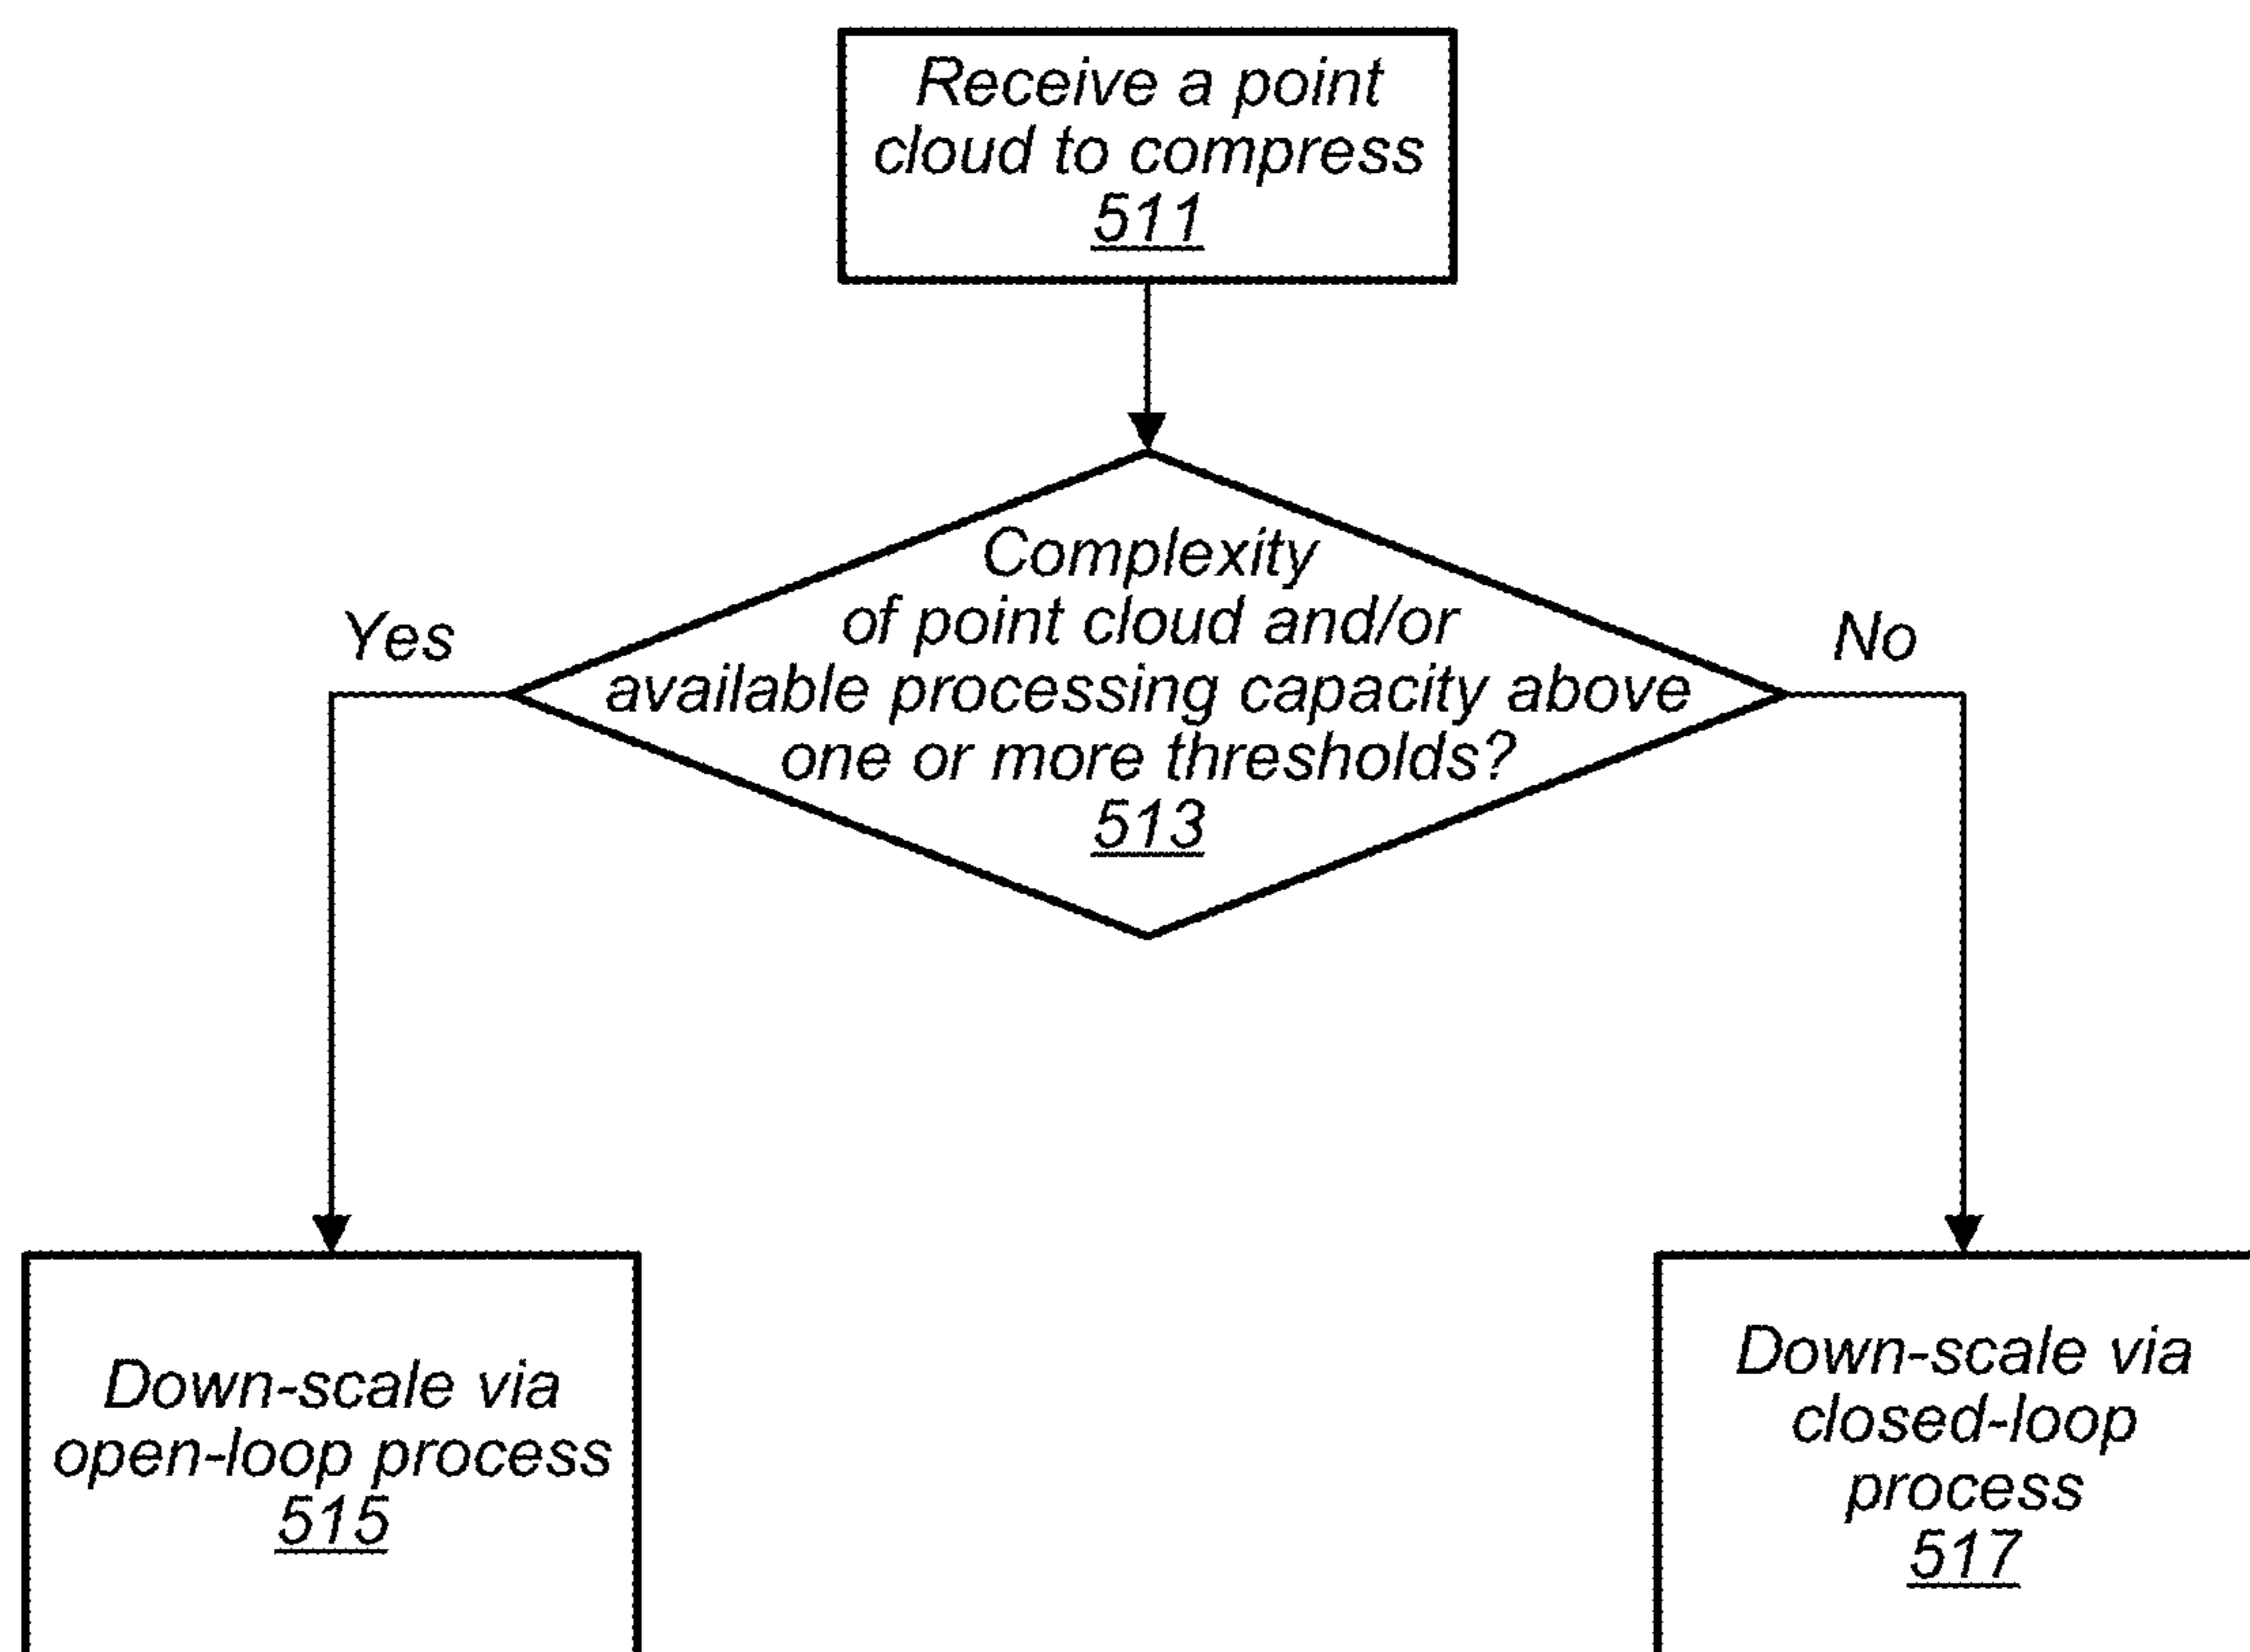 Receive a point
cloud to compress
511
Complexity
of point cloud and/or
available processing capacity above
one or more thresholds?
513
Yes
No
Down-scale via
open-loop process
515
Down-scale via
closed-loop
process
517